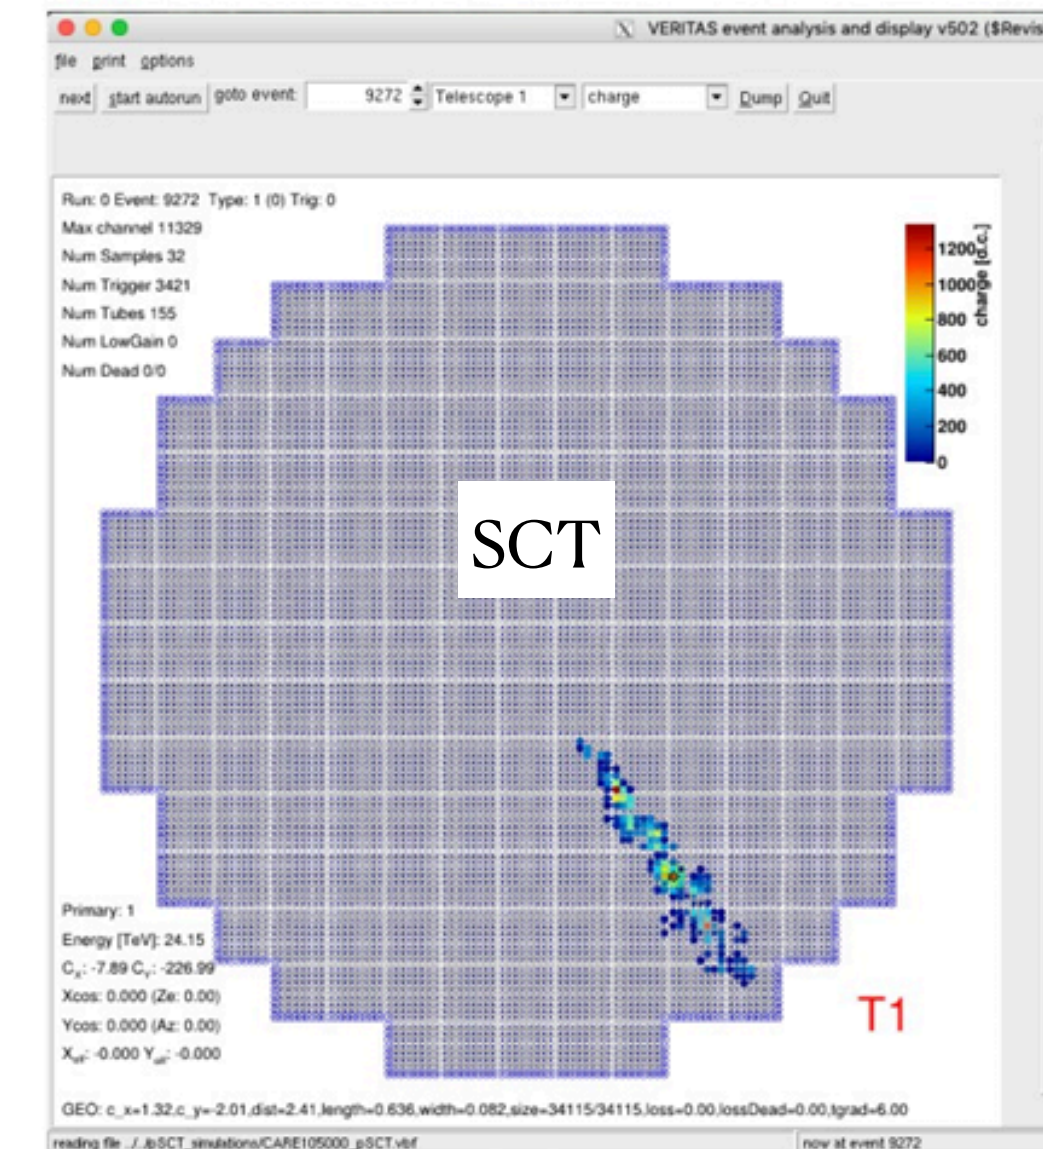 VERITAS event analysis and display v502 ($Revis
file print options
next start autorun goto event: 9272 Telescope 1 charge Dump Quit
Run: 0 Event: 9272 Type: 1 (0) Trig: 0
Max channel 11329
Num Samples 32
Num Trigger 3421
Num Tubes 155
Num LowGain 0
Num Dead 0/0
1200
1000
800
600
400
200
0
charge [d.c.]
SCT
Primary: 1
Energy [TeV]: 24.15
Cx: -7.89 Cy: -226.99
Xcos: 0.000 (Ze: 0.00)
Ycos: 0.000 (Az: 0.00)
Xoff: -0.000 Yoff: -0.000
T1
GEO: c_x=1.32,c_y=-2.01,dist=2.41,length=0.636,width=0.082,size=34115/34115,loss=0.00,lossDead=0.00,tgrad=6.00
reading file ../../pSCT_simulations/CARE105000_pSCT.vbf now at event 9272